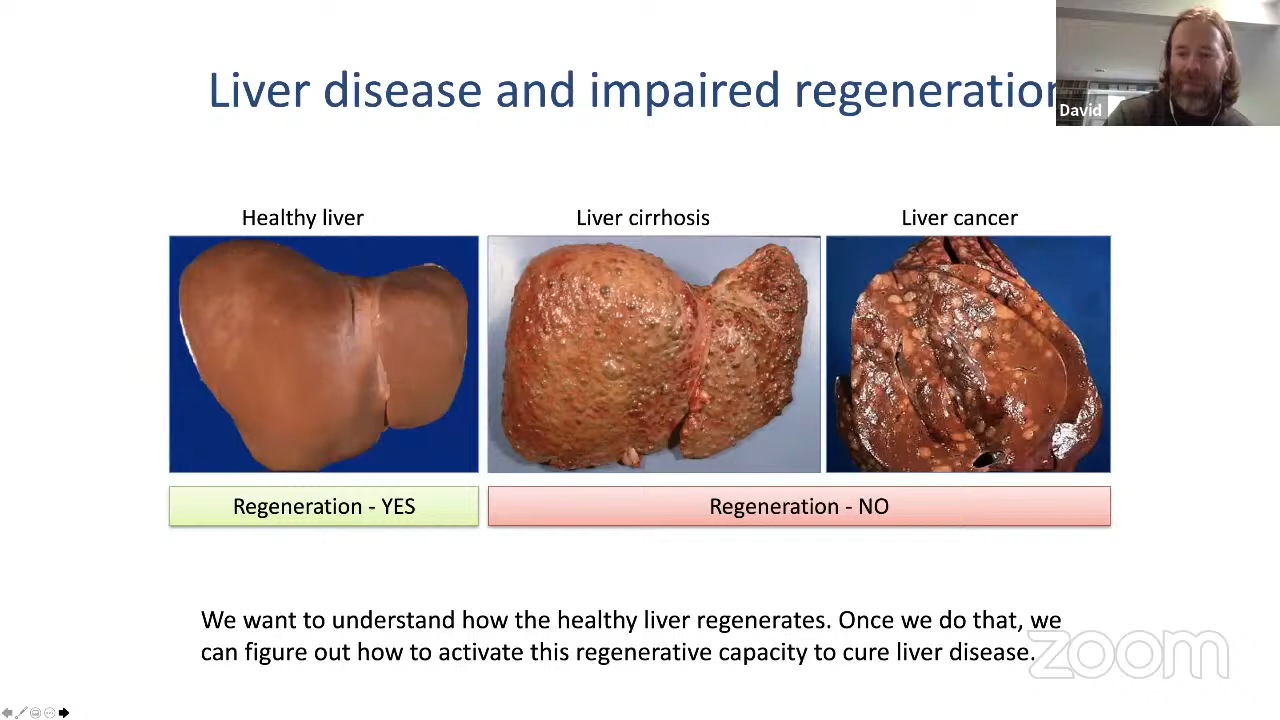 Liver disease and impaired regeneration
David
Healthy liver
Liver cirrhosis
Liver cancer
Regeneration - YES
Regeneration - NO
We want to understand how the healthy liver regenerates. Once we do that, we
can figure out how to activate this regenerative capacity to cure liver disease.
zoom